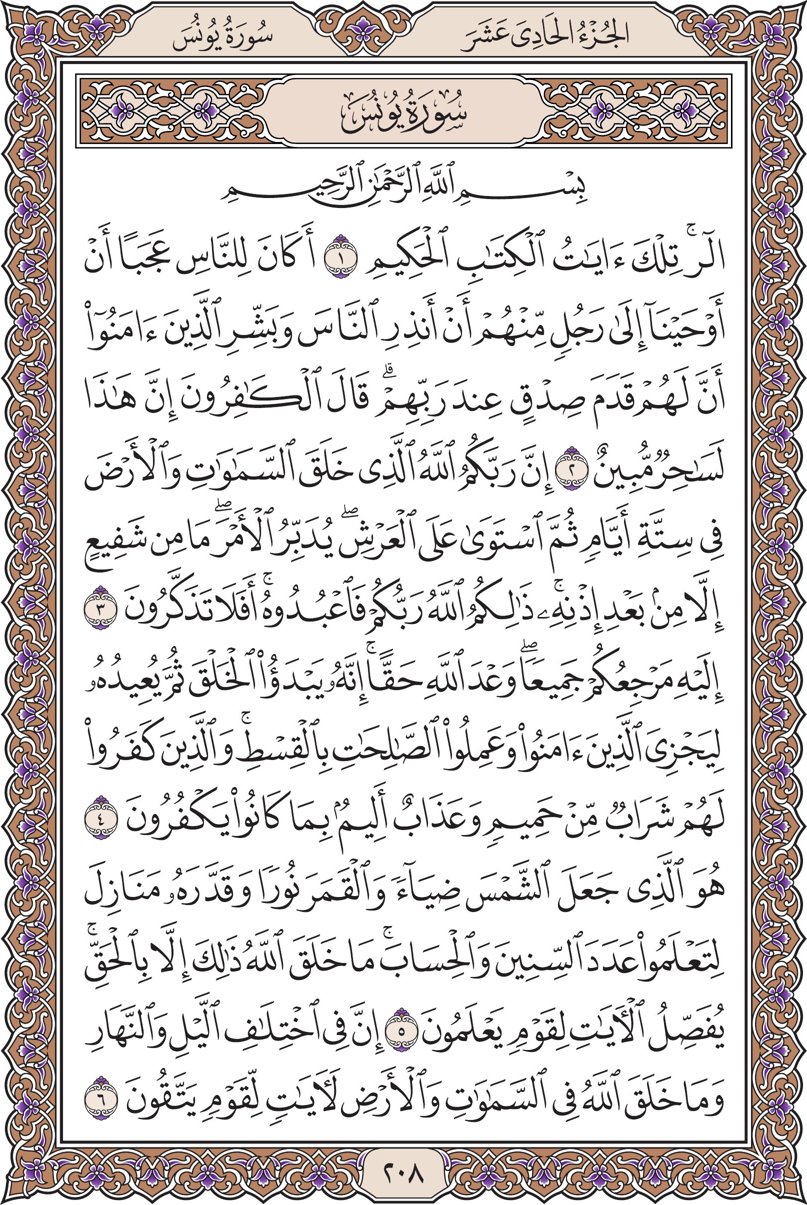 الجُزْءُ الحَادِيَ عَشَرَ
سُورَةُ يُونُسَ
سُورَةُ يُونُسَ
بِسْمِ ٱللَّهِ ٱلرَّحْمَٰنِ ٱلرَّحِيمِ
الٓرۚ تِلْكَ ءَايَٰتُ ٱلْكِتَٰبِ ٱلْحَكِيمِ ١ أَكَانَ لِلنَّاسِ عَجَبًا أَنْ
أَوْحَيْنَآ إِلَىٰ رَجُلٍ مِّنْهُمْ أَنْ أَنذِرِ ٱلنَّاسَ وَبَشِّرِ ٱلَّذِينَ ءَامَنُوٓا۟
أَنَّ لَهُمْ قَدَمَ صِدْقٍ عِندَ رَبِّهِمْۗ قَالَ ٱلْكَٰفِرُونَ إِنَّ هَٰذَا
لَسَٰحِرٌ مُّبِينٌ ٢ إِنَّ رَبَّكُمُ ٱللَّهُ ٱلَّذِى خَلَقَ ٱلسَّمَٰوَٰتِ وَٱلْأَرْضَ
فِى سِتَّةِ أَيَّامٍ ثُمَّ ٱسْتَوَىٰ عَلَى ٱلْعَرْشِۖ يُدَبِّرُ ٱلْأَمْرَۖ مَا مِن شَفِيعٍ
إِلَّا مِنۢ بَعْدِ إِذْنِهِۦۚ ذَٰلِكُمُ ٱللَّهُ رَبُّكُمْ فَٱعْبُدُوهُۚ أَفَلَا تَذَكَّرُونَ ٣
إِلَيْهِ مَرْجِعُكُمْ جَمِيعًاۖ وَعْدَ ٱللَّهِ حَقًّاۚ إِنَّهُۥ يَبْدَؤُا۟ ٱلْخَلْقَ ثُمَّ يُعِيدُهُۥ
لِيَجْزِىَ ٱلَّذِينَ ءَامَنُوا۟ وَعَمِلُوا۟ ٱلصَّٰلِحَٰتِ بِٱلْقِسْطِۚ وَٱلَّذِينَ كَفَرُوا۟
لَهُمْ شَرَابٌ مِّنْ حَمِيمٍ وَعَذَابٌ أَلِيمٌۢ بِمَا كَانُوا۟ يَكْفُرُونَ ٤
هُوَ ٱلَّذِى جَعَلَ ٱلشَّمْسَ ضِيَآءً وَٱلْقَمَرَ نُورًا وَقَدَّرَهُۥ مَنَازِلَ
لِتَعْلَمُوا۟ عَدَدَ ٱلسِّنِينَ وَٱلْحِسَابَۚ مَا خَلَقَ ٱللَّهُ ذَٰلِكَ إِلَّا بِٱلْحَقِّۚ
يُفَصِّلُ ٱلْءَايَٰتِ لِقَوْمٍ يَعْلَمُونَ ٥ إِنَّ فِى ٱخْتِلَٰفِ ٱلَّيْلِ وَٱلنَّهَارِ
وَمَا خَلَقَ ٱللَّهُ فِى ٱلسَّمَٰوَٰتِ وَٱلْأَرْضِ لَءَايَٰتٍ لِّقَوْمٍ يَتَّقُونَ ٦
٢٠٨